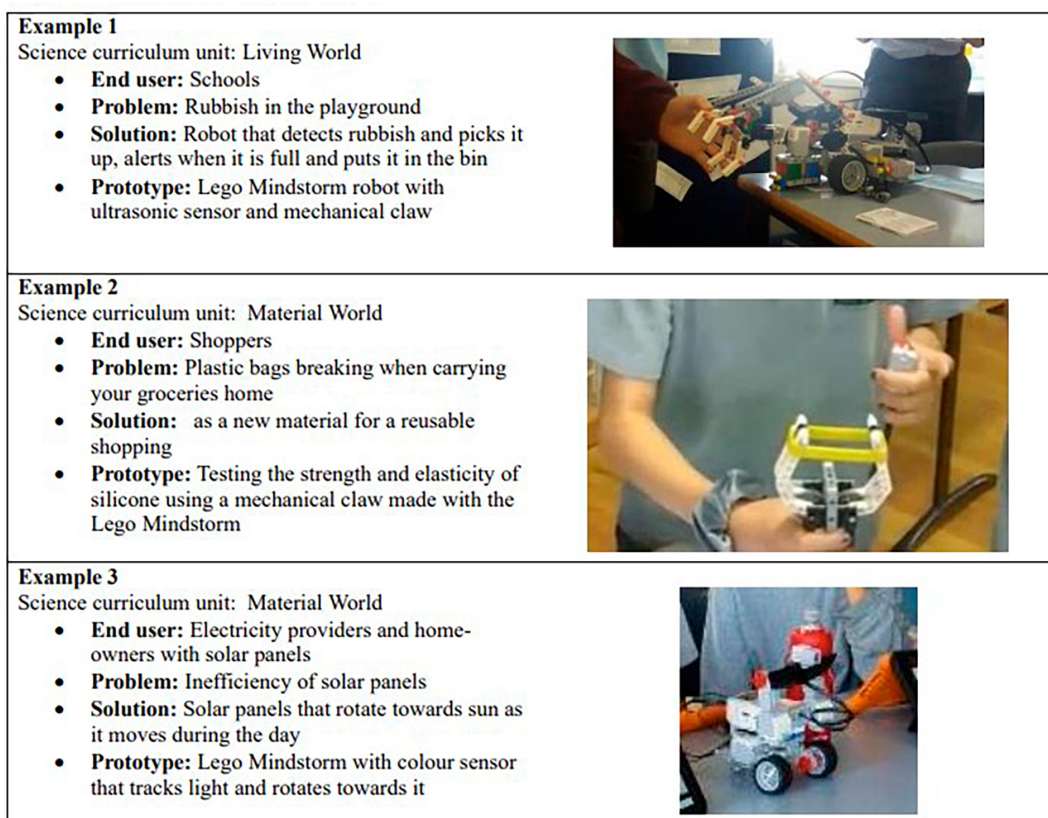 Example 1
Science curriculum unit: Living World
• End user: Schools
• Problem: Rubbish in the playground
• Solution: Robot that detects rubbish and picks it
up, alerts when it is full and puts it in the bin
• Prototype: Lego Mindstorm robot with
ultrasonic sensor and mechanical claw
Example 2
Science curriculum unit: Material World
• End user: Shoppers
• Problem: Plastic bags breaking when carrying
your groceries home
• Solution: as a new material for a reusable
shopping
• Prototype: Testing the strength and elasticity of
silicone using a mechanical claw made with the
Lego Mindstorm
Example 3
Science curriculum unit: Material World
• End user: Electricity providers and home-
owners with solar panels
• Problem: Inefficiency of solar panels
• Solution: Solar panels that rotate towards sun as
it moves during the day
• Prototype: Lego Mindstorm with colour sensor
that tracks light and rotates towards it